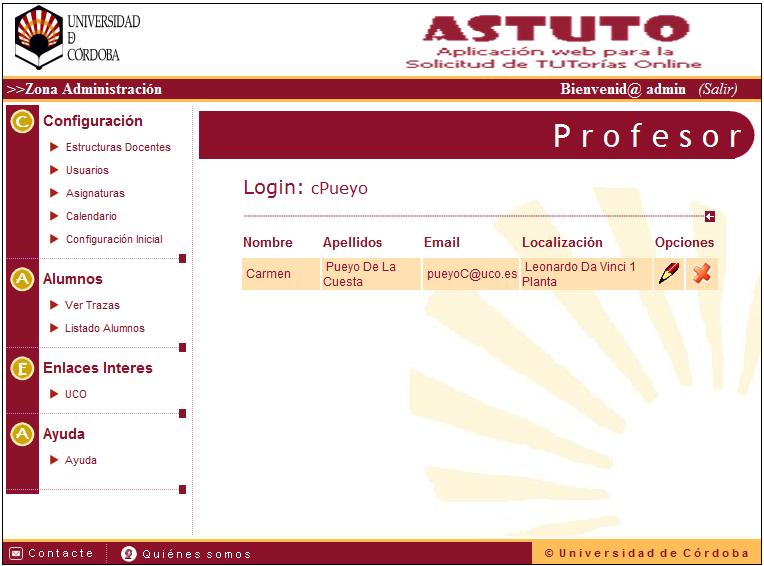 UNIVERSIDAD
Ð
CÓRDOBA
ASTUTO
Aplicación web para la
Solicitud de TUTorías Online
>>Zona Administración
Bienvenid@ admin (Salir)
C Configuración
Estructuras Docentes
Usuarios
Asignaturas
Calendario
Configuración Inicial
A Alumnos
Ver Trazas
Listado Alumnos
E Enlaces Interes
UCO
A Ayuda
Ayuda
Profesor
Login: cPueyo
Nombre Apellidos Email Localización Opciones
Carmen Pueyo De La Cuesta pueyoC@uco.es Leonardo Da Vinci 1 Planta
Contacte
Quiénes somos
© Universidad de Córdoba